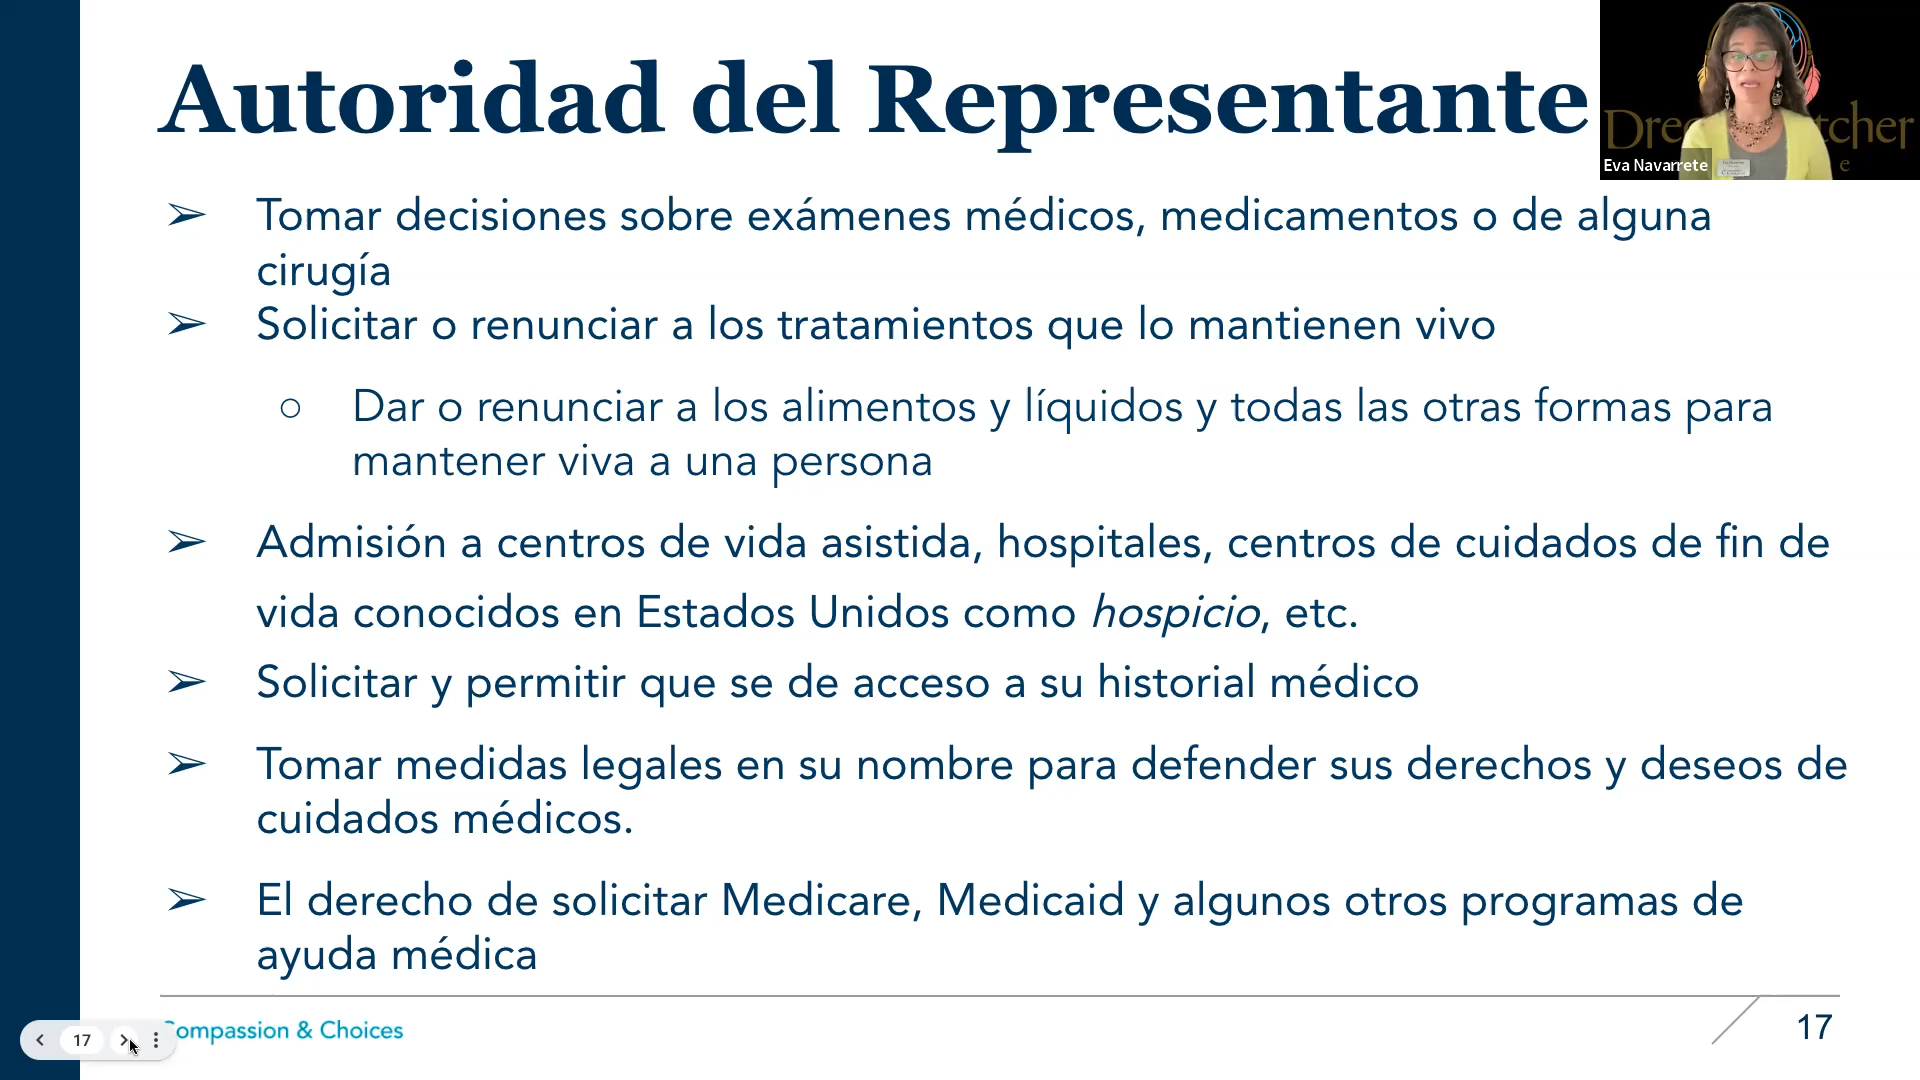 Autoridad del Representante
Eva Navarrete
➢ Tomar decisiones sobre exámenes médicos, medicamentos o de alguna
cirugía
➢ Solicitar o renunciar a los tratamientos que lo mantienen vivo
○ Dar o renunciar a los alimentos y líquidos y todas las otras formas para
mantener viva a una persona
➢ Admisión a centros de vida asistida, hospitales, centros de cuidados de fin de
vida conocidos en Estados Unidos como hospicio, etc.
➢ Solicitar y permitir que se de acceso a su historial médico
➢ Tomar medidas legales en su nombre para defender sus derechos y deseos de
cuidados médicos.
➢ El derecho de solicitar Medicare, Medicaid y algunos otros programas de
ayuda médica
17
ompassion & Choices
17